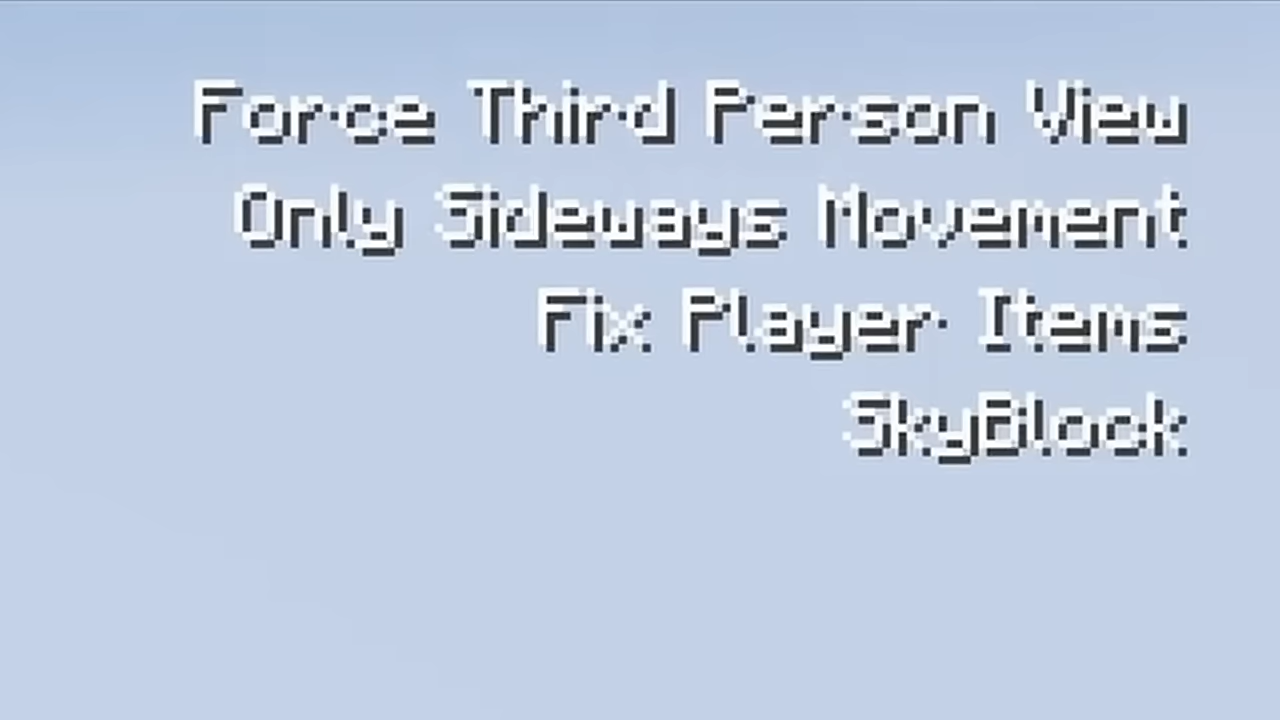 Force Third Person View
Only Sideways Movement
Fix Player Items
SkyBlock